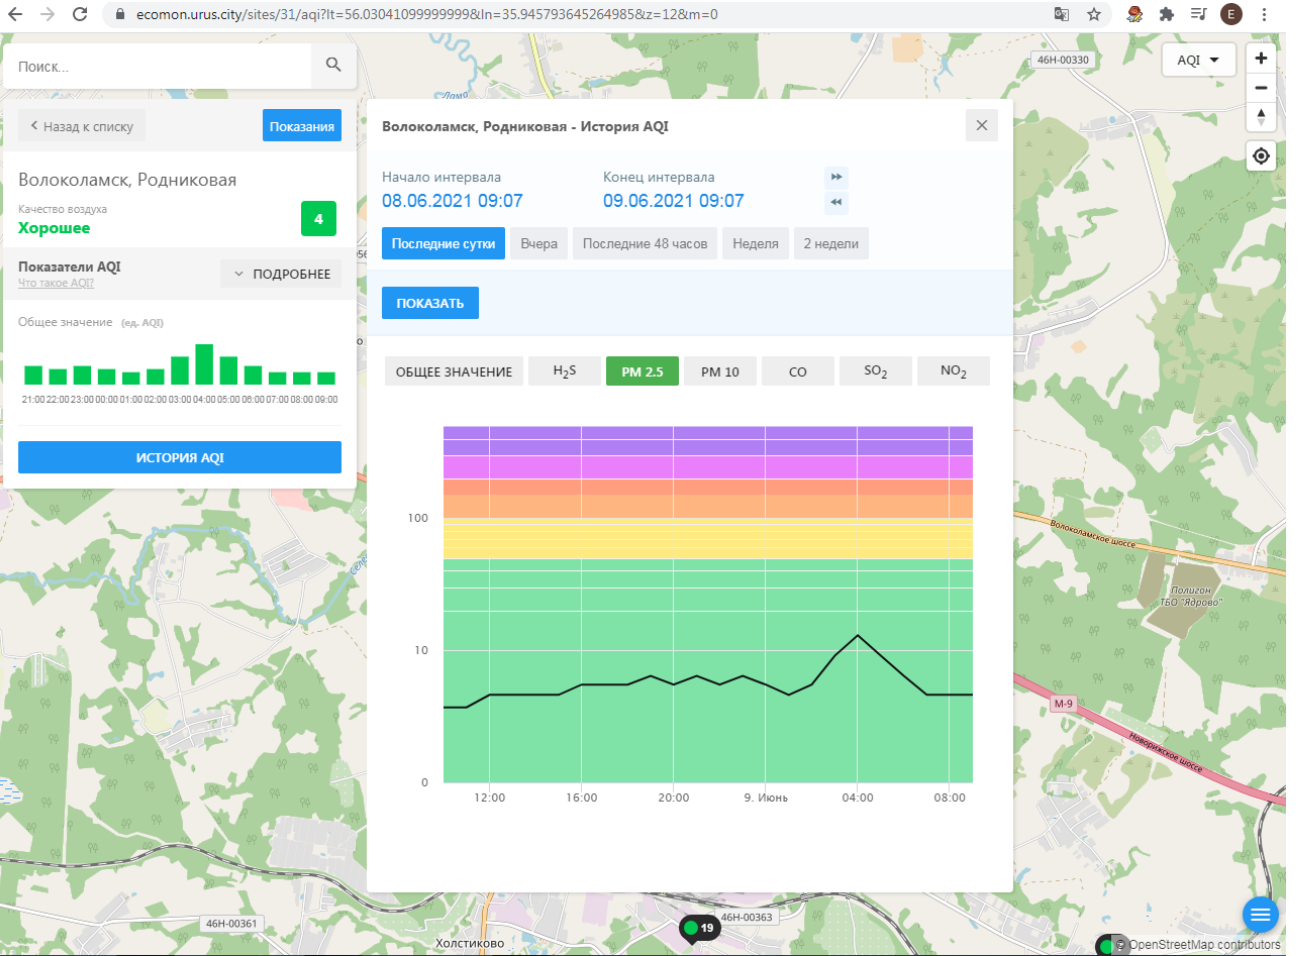 ecomon.urus.city/sites/31/aqi?lt=56.03041099999999&ln=35.945793645264985&z=12&m=0
E
Поиск...
46Н-00330
AQI
Лама
Назад к списку
Показания
Волоколамск, Родниковая
Качество воздуха
Хорошее
4
Показатели AQI
Что такое AQI?
ПОДРОБНЕЕ
Общее значение (ед. AQI)
21:00 22:00 23:00 00:00 01:00 02:00 03:00 04:00 05:00 06:00 07:00 08:00 09:00
ИСТОРИЯ AQI
Волоколамск, Родниковая - История AQI
Начало интервала
Конец интервала
08.06.2021 09:07
09.06.2021 09:07
Последние сутки
Вчера
Последние 48 часов
Неделя
2 недели
ПОКАЗАТЬ
ОБЩЕЕ ЗНАЧЕНИЕ
H2S
PM 2.5
PM 10
CO
SO2
NO2
100
10
0
12:00
16:00
20:00
9. Июнь
04:00
08:00
Волоколамское шоссе
Полигон
ТБО "Ядрово"
М-9
Новорижское шоссе
46Н-00361
46Н-00363
19
Холстиково
© OpenStreetMap contributors